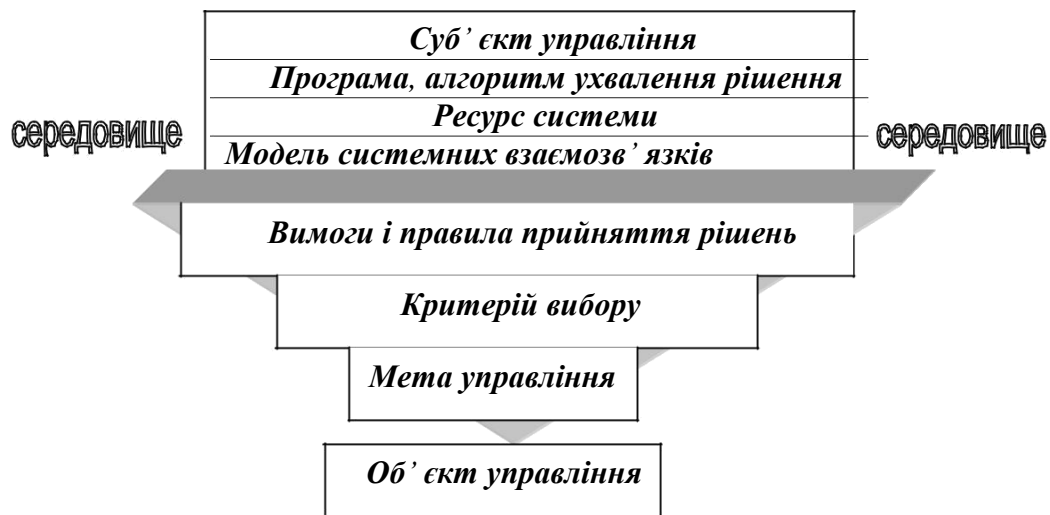 Суб’єкт управління
Програма, алгоритм ухвалення рішення
Ресурс системи
середовище
середовище
Модель системних взаємозв’язків
Вимоги і правила прийняття рішень
Критерій вибору
Мета управління
Об’єкт управління